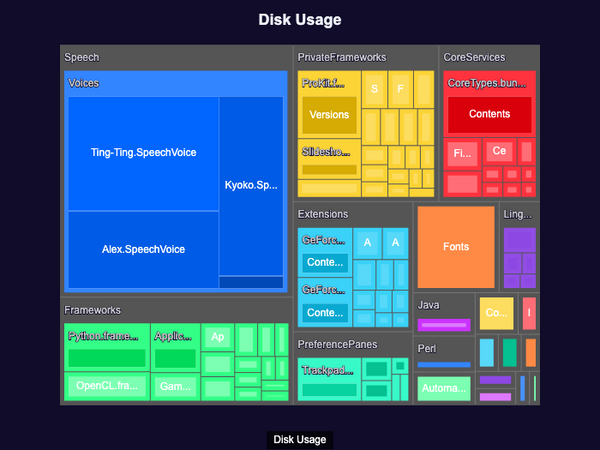 Disk Usage
Speech
PrivateFrameworks
CoreServices
Voices
ProKit.f...
S
F
CoreTypes.bun...
Versions
Contents
Ting-Ting.SpeechVoice
Slidesho...
Fi...
Ce
Kyoko.Sp...
Extensions
Ling...
GeForc...
A
A
Alex.SpeechVoice
Conte...
Fonts
GeForc...
Java
Frameworks
Conte...
Co...
I
Python.frame...
Applic...
Ap
PreferencePanes
Perl
Trackpad...
OpenCL.fra...
Gam...
Automa...
Disk Usage